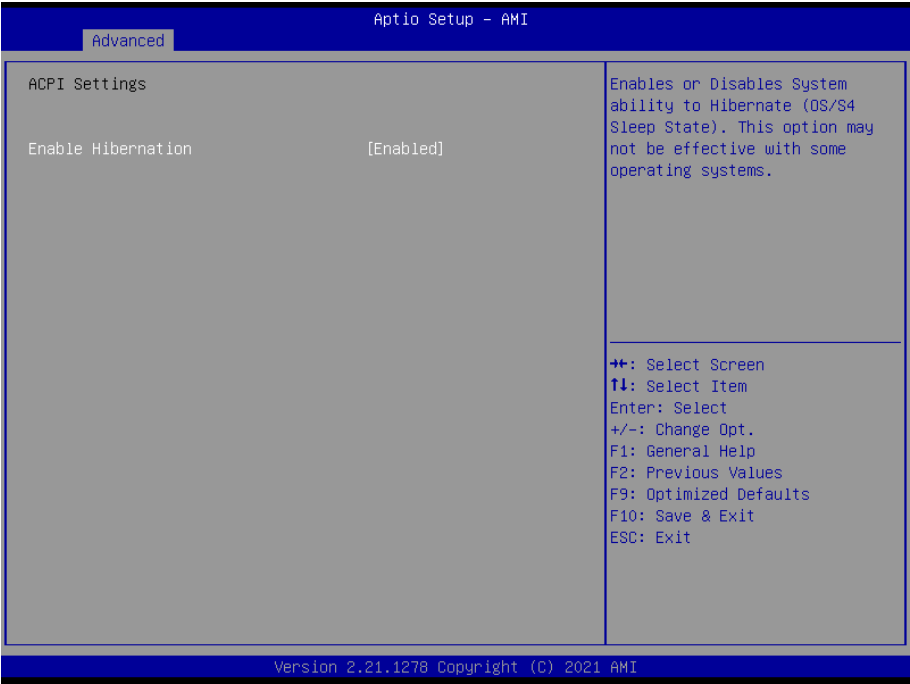 Aptio Setup – AMI
Advanced
ACPI Settings
Enable Hibernation [Enabled]
Enables or Disables System
ability to Hibernate (OS/S4
Sleep State). This option may
not be effective with some
operating systems.
→←: Select Screen
↑↓: Select Item
Enter: Select
+/-: Change Opt.
F1: General Help
F2: Previous Values
F9: Optimized Defaults
F10: Save & Exit
ESC: Exit
Version 2.21.1278 Copyright (C) 2021 AMI